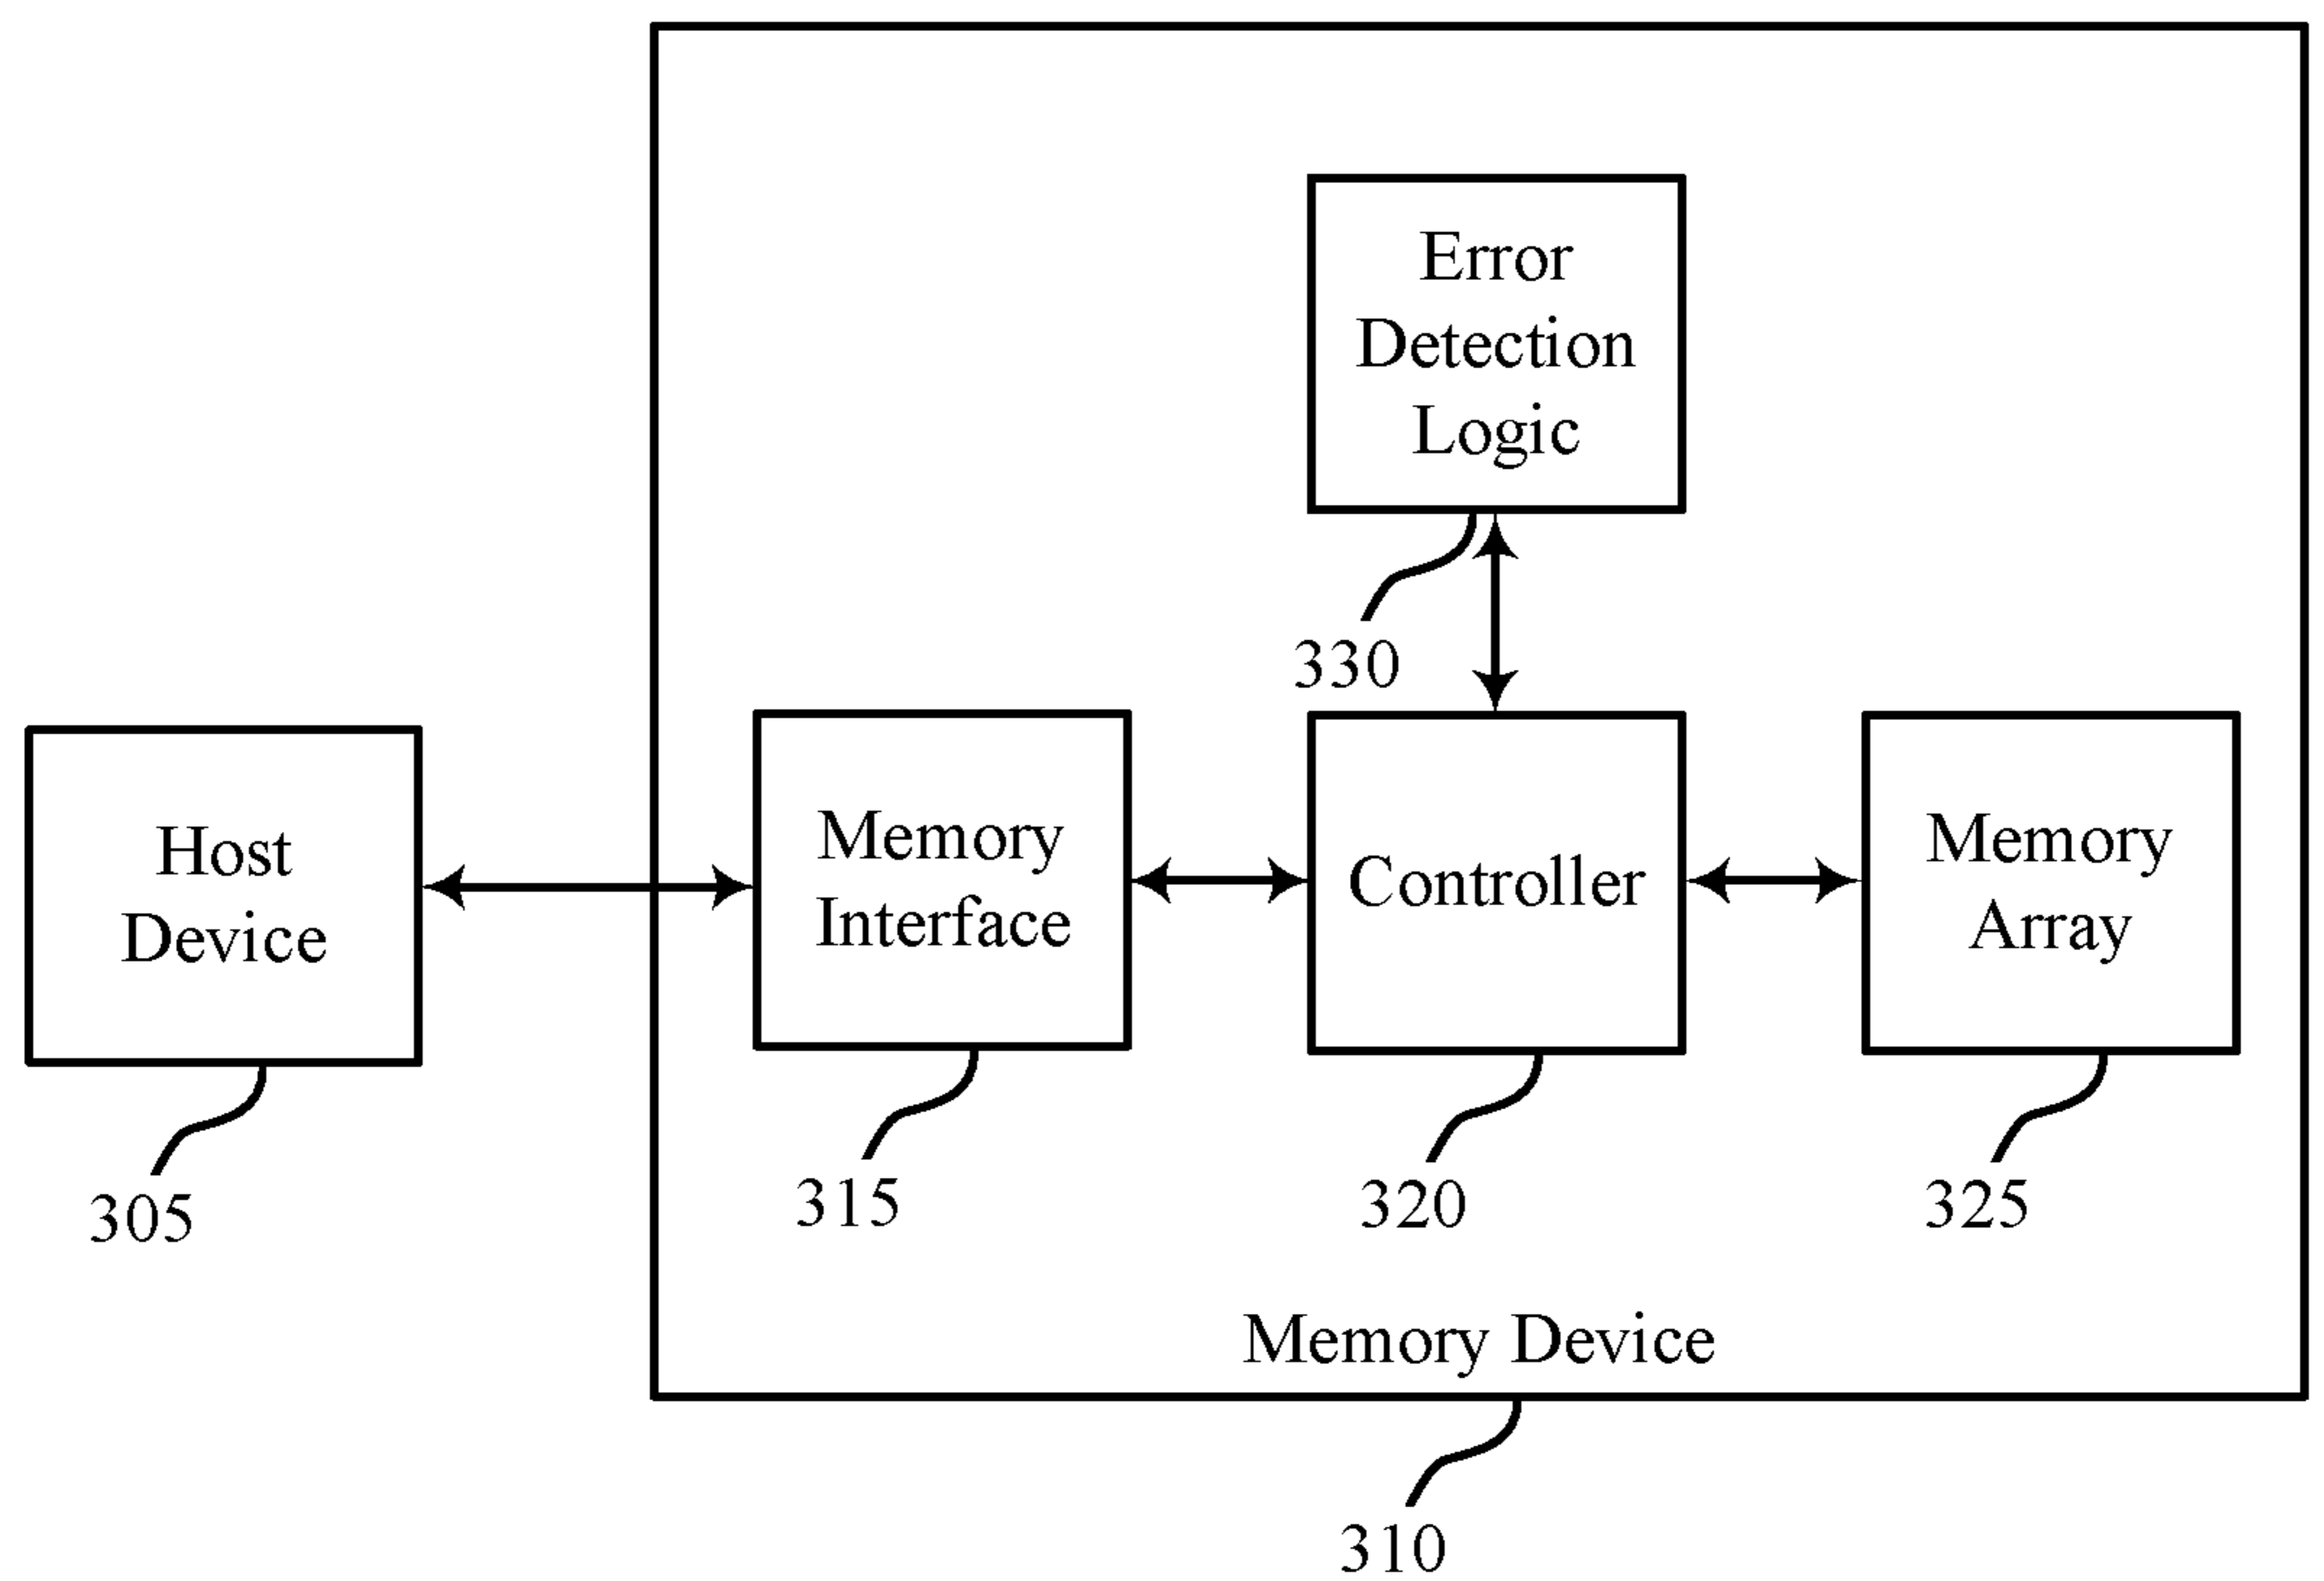 Error
Detection
Logic
330
Host
Device
305
Memory
Interface
315
Controller
320
Memory
Array
325
Memory Device
310